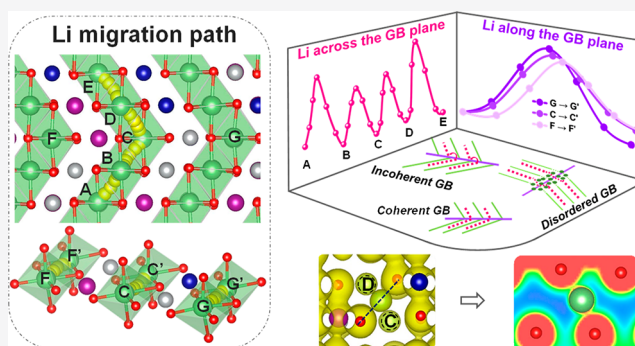 Li migration path
E
D
F
C
G
B
A
F'
F
C'
C
G'
G
Li across the GB plane
A
B
C
D
E
Li along the GB plane
G → G'
C → C'
F → F'
Incoherent GB
Coherent GB
Disordered GB
D
C